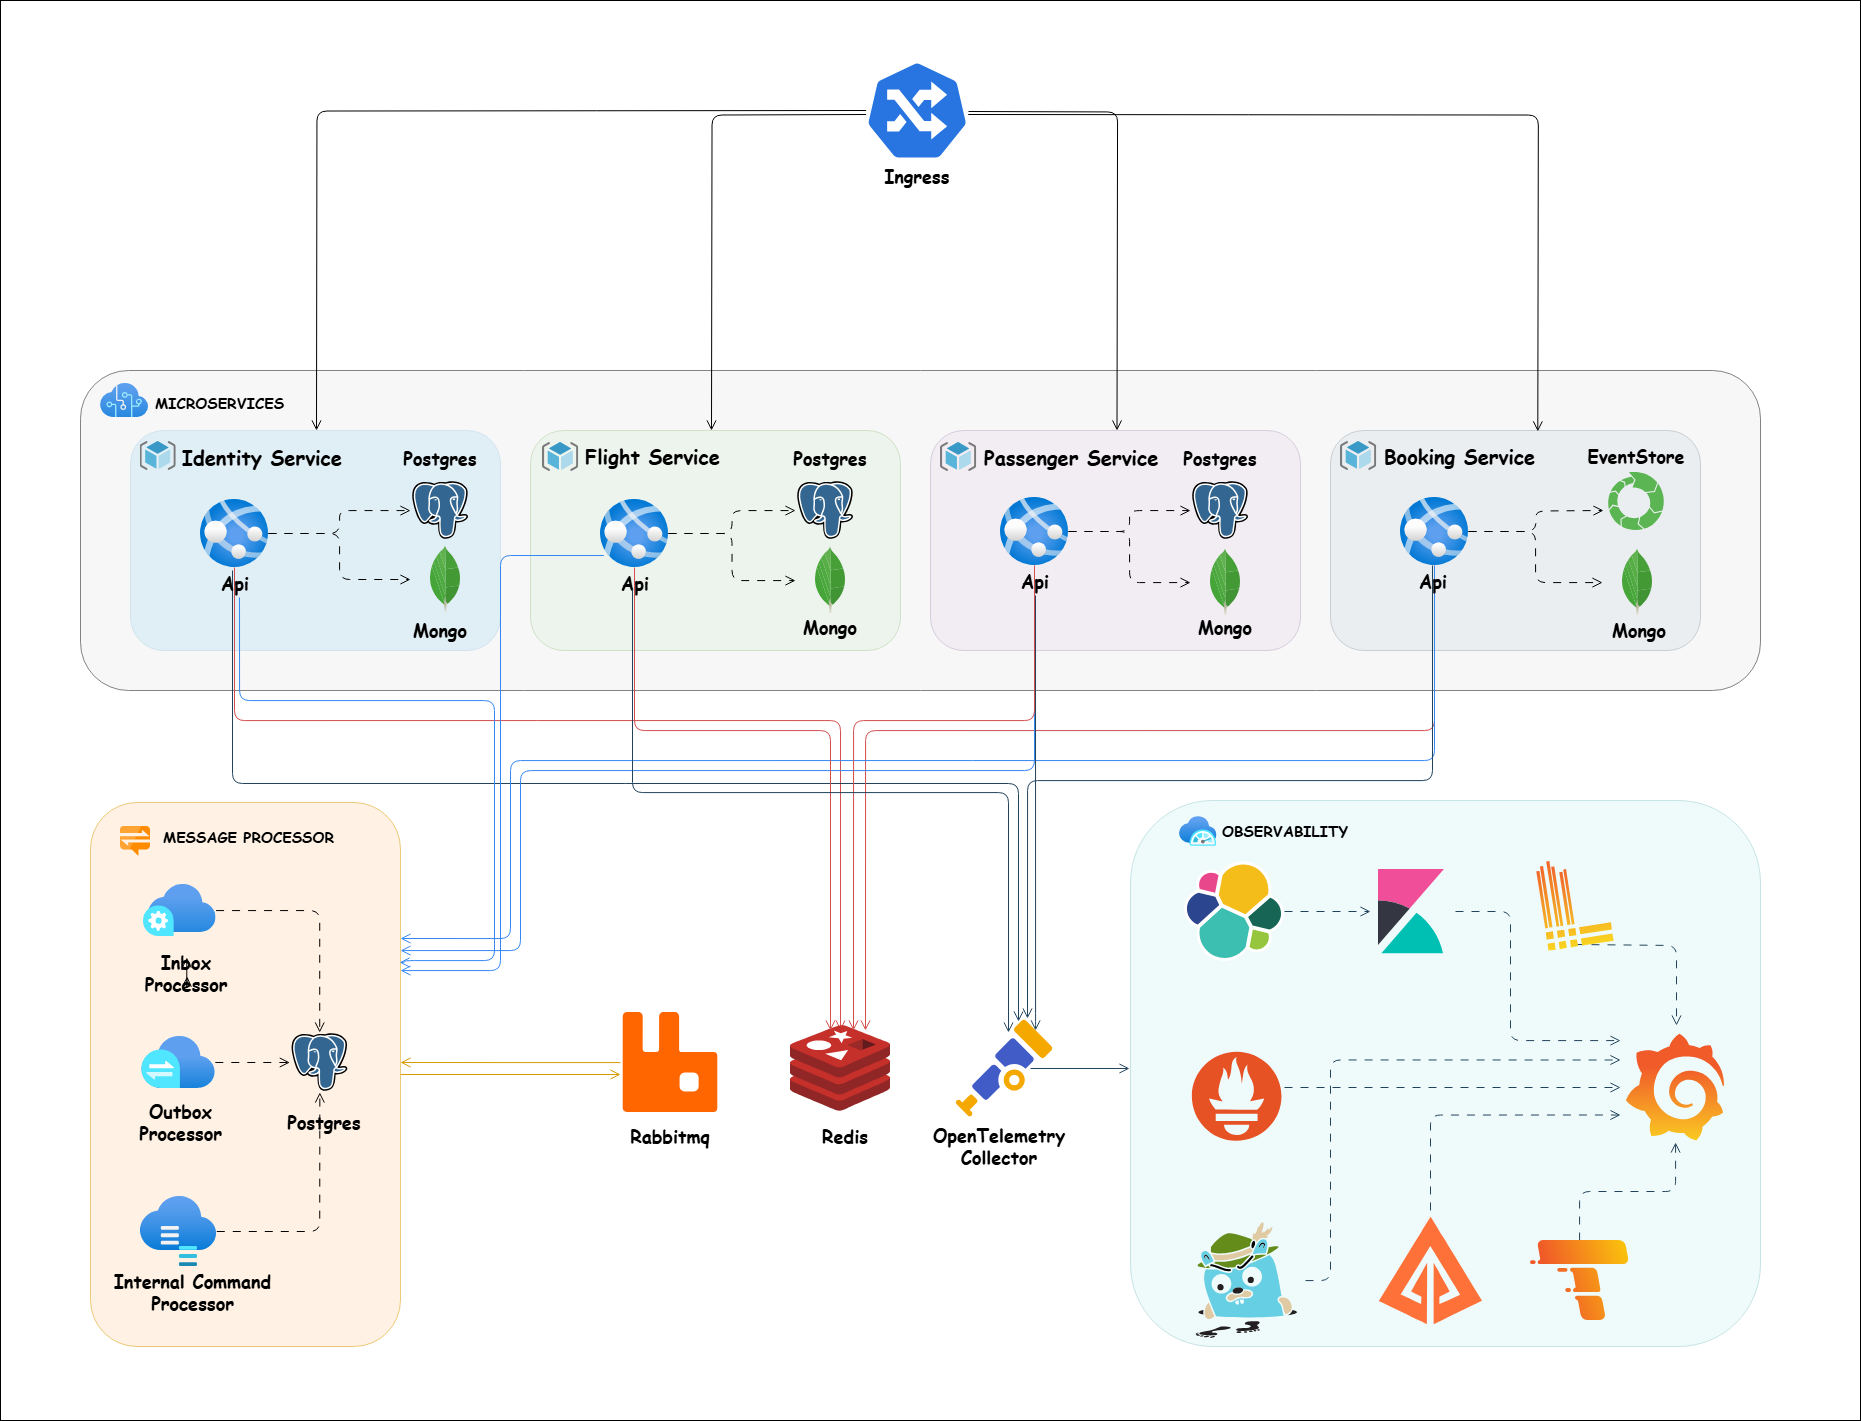 Ingress
MICROSERVICES
Identity Service
Postgres
Api
Mongo
Flight Service
Postgres
Api
Mongo
Passenger Service
Postgres
Api
Mongo
Booking Service
EventStore
Api
Mongo
MESSAGE PROCESSOR
Inbox
Processor
Outbox
Processor
Postgres
Internal Command
Processor
Rabbitmq
Redis
OpenTelemetry
Collector
OBSERVABILITY